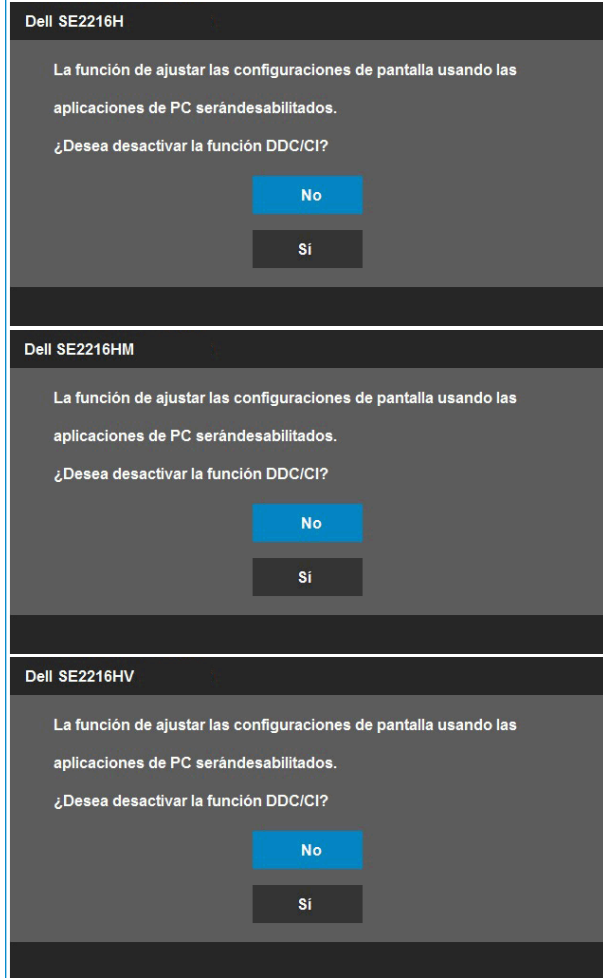 Dell SE2216H
La función de ajustar las configuraciones de pantalla usando las
aplicaciones de PC serándesabilitados.
¿Desea desactivar la función DDC/CI?
No
Sí
Dell SE2216HM
La función de ajustar las configuraciones de pantalla usando las
aplicaciones de PC serándesabilitados.
¿Desea desactivar la función DDC/CI?
No
Sí
Dell SE2216HV
La función de ajustar las configuraciones de pantalla usando las
aplicaciones de PC serándesabilitados.
¿Desea desactivar la función DDC/CI?
No
Sí